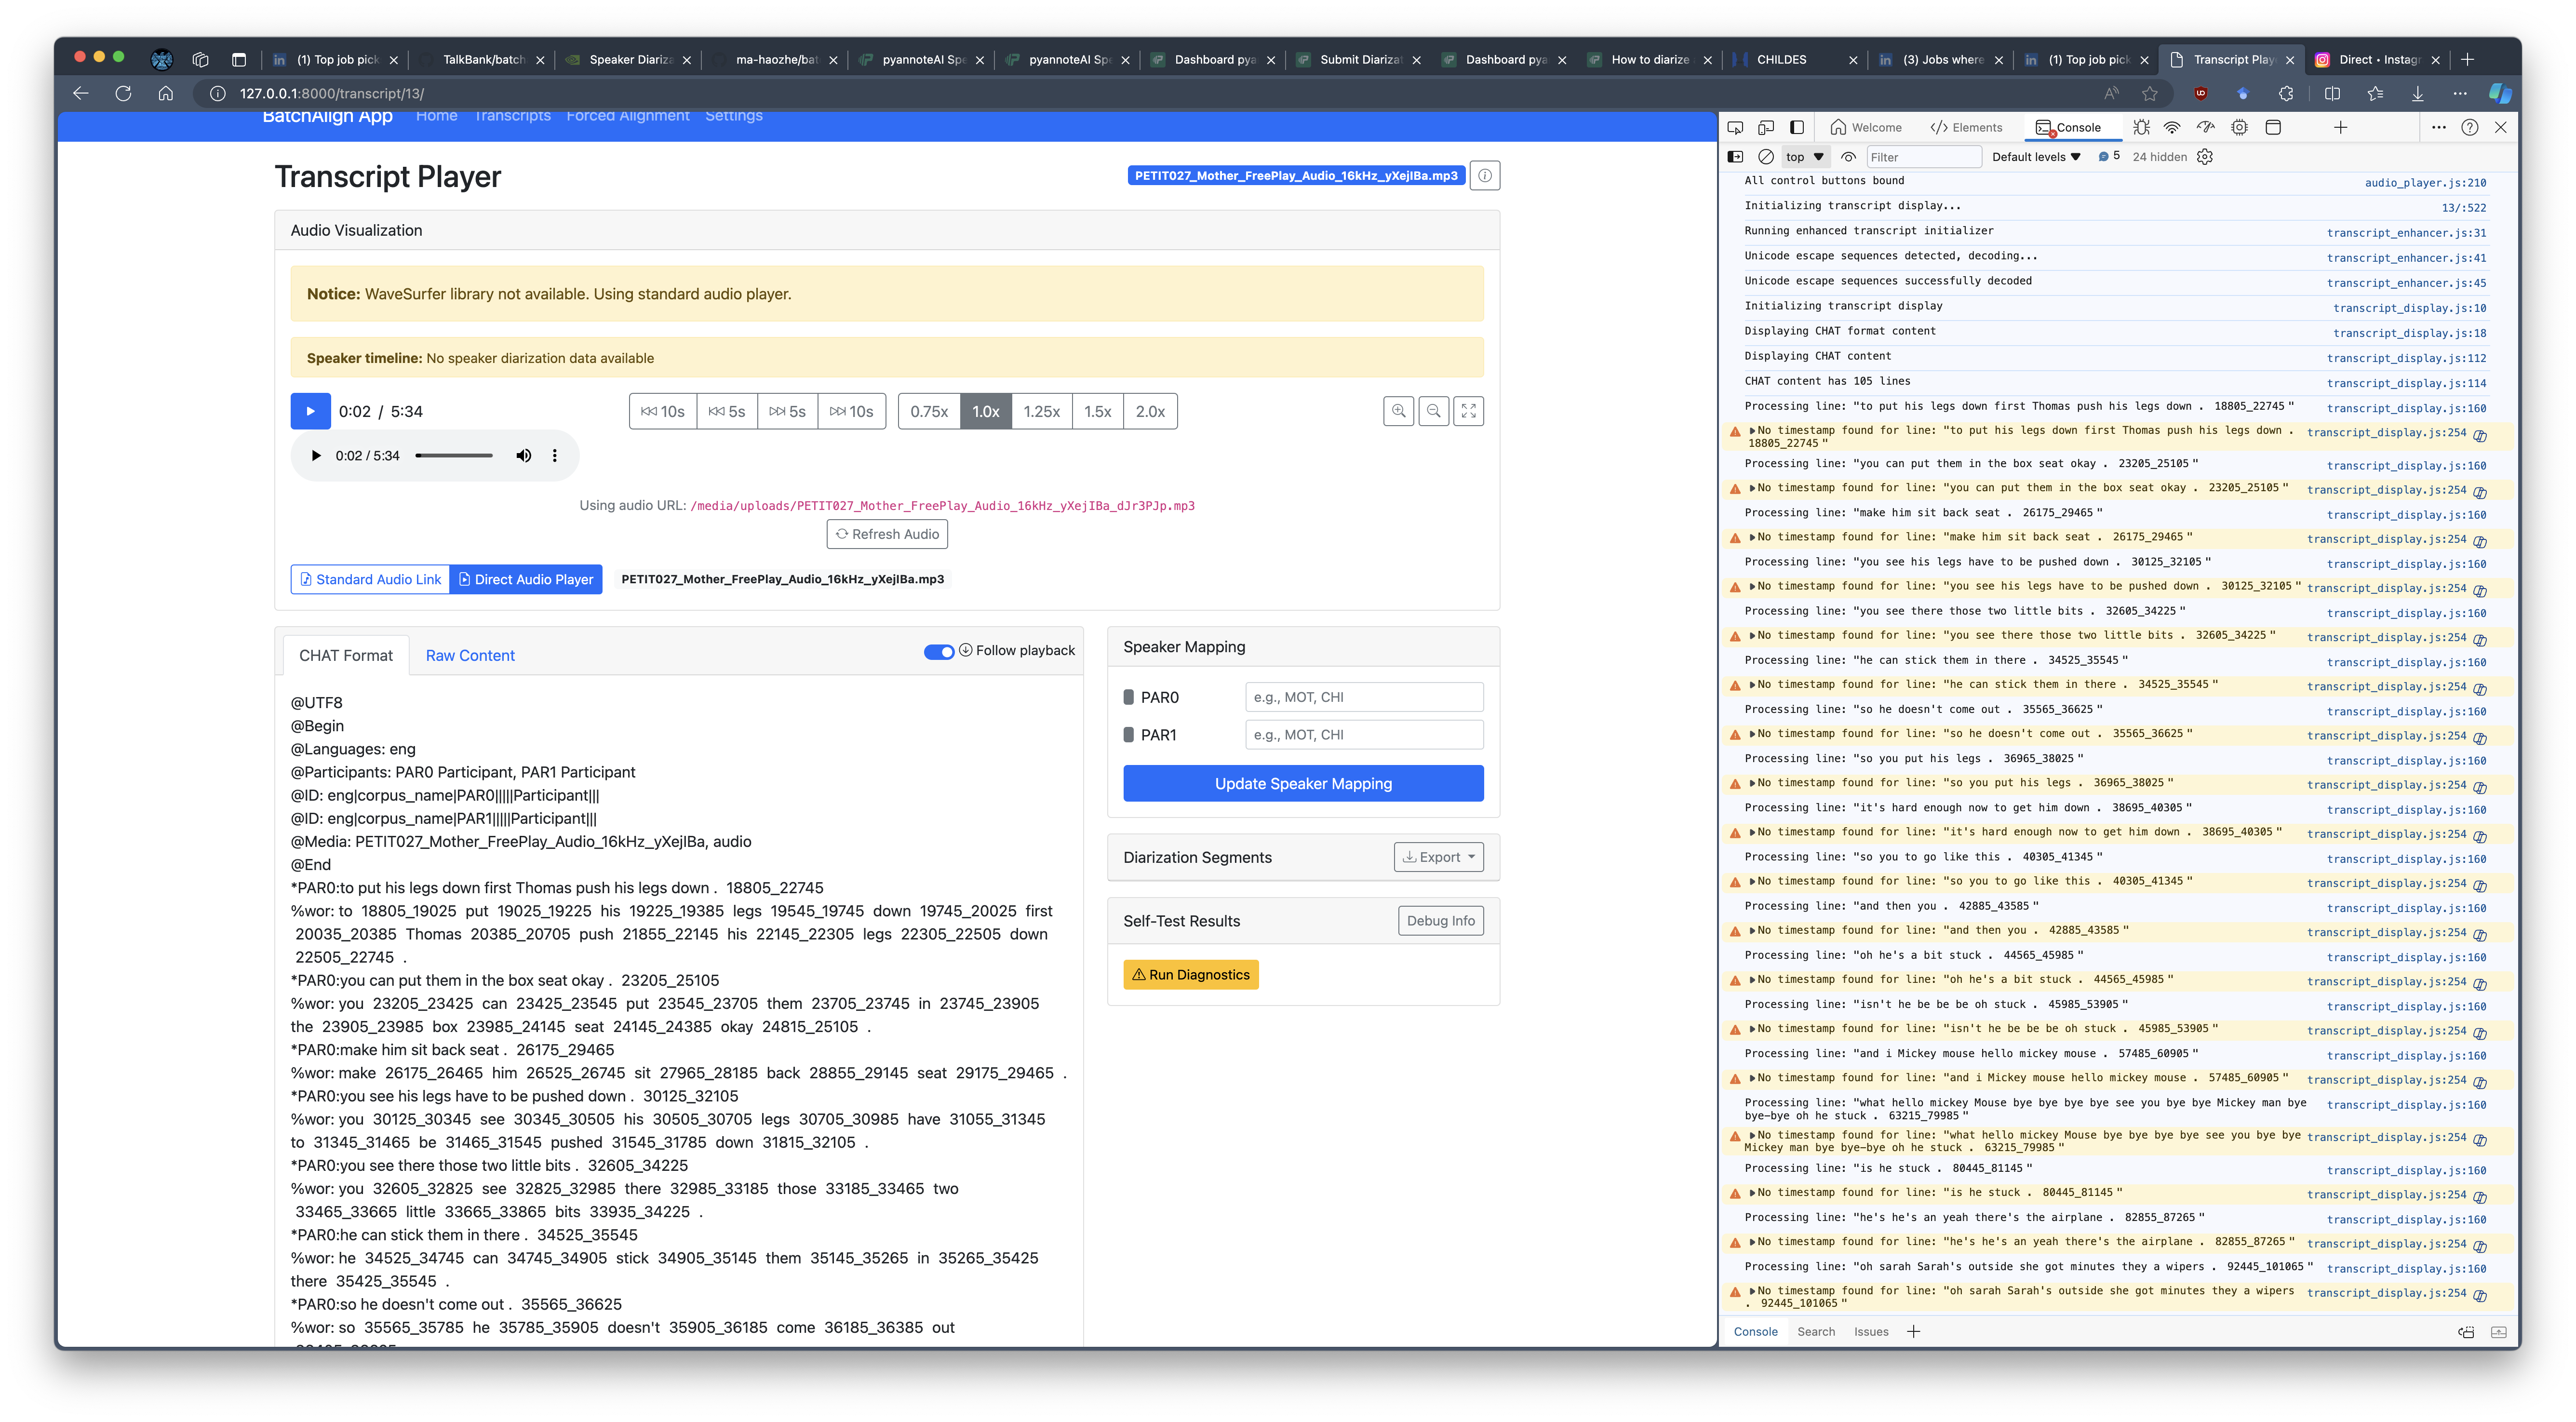 (1) Top job pick
TalkBank/batch
Speaker Diariza
ma-haozhe/bat
pyannoteAI Spe
pyannoteAI Spe
Dashboard pya
Submit Diarizat
Dashboard pya
How to diarize
CHILDES
(3) Jobs where
(1) Top job pick
Transcript Play
Direct • Instagr
127.0.0.1:8000/transcript/13/
BatchAlign App Home Transcripts Forced Alignment Settings
Transcript Player
PETIT027_Mother_FreePlay_Audio_16kHz_yXejIBa.mp3
Audio Visualization
Notice: WaveSurfer library not available. Using standard audio player.
Speaker timeline: No speaker diarization data available
0:02 / 5:34
10s 5s 5s 10s
0.75x 1.0x 1.25x 1.5x 2.0x
0:02 / 5:34
Using audio URL: /media/uploads/PETIT027_Mother_FreePlay_Audio_16kHz_yXejIBa_dJr3PJp.mp3
Refresh Audio
Standard Audio Link Direct Audio Player PETIT027_Mother_FreePlay_Audio_16kHz_yXejIBa.mp3
CHAT Format Raw Content Follow playback
@UTF8
@Begin
@Languages: eng
@Participants: PAR0 Participant, PAR1 Participant
@ID: eng|corpus_name|PAR0|||||Participant|||
@ID: eng|corpus_name|PAR1|||||Participant|||
@Media: PETIT027_Mother_FreePlay_Audio_16kHz_yXejIBa, audio
@End
*PAR0:to put his legs down first Thomas push his legs down . 18805_22745
%wor: to 18805_19025 put 19025_19225 his 19225_19385 legs 19545_19745 down 19745_20025 first
20035_20385 Thomas 20385_20705 push 21855_22145 his 22145_22305 legs 22305_22505 down
22505_22745 .
*PAR0:you can put them in the box seat okay . 23205_25105
%wor: you 23205_23425 can 23425_23545 put 23545_23705 them 23705_23745 in 23745_23905
the 23905_23985 box 23985_24145 seat 24145_24385 okay 24815_25105 .
*PAR0:make him sit back seat . 26175_29465
%wor: make 26175_26465 him 26525_26745 sit 27965_28185 back 28855_29145 seat 29175_29465 .
*PAR0:you see his legs have to be pushed down . 30125_32105
%wor: you 30125_30345 see 30345_30505 his 30505_30705 legs 30705_30985 have 31055_31345
to 31345_31465 be 31465_31545 pushed 31545_31785 down 31815_32105 .
*PAR0:you see there those two little bits . 32605_34225
%wor: you 32605_32825 see 32825_32985 there 32985_33185 those 33185_33465 two
33465_33665 little 33665_33865 bits 33935_34225 .
*PAR0:he can stick them in there . 34525_35545
%wor: he 34525_34745 can 34745_34905 stick 34905_35145 them 35145_35265 in 35265_35425
there 35425_35545 .
*PAR0:so he doesn't come out . 35565_36625
%wor: so 35565_35785 he 35785_35905 doesn't 35905_36185 come 36185_36385 out
Speaker Mapping
PAR0 e.g., MOT, CHI
PAR1 e.g., MOT, CHI
Update Speaker Mapping
Diarization Segments Export
Self-Test Results Debug Info
Run Diagnostics
Welcome Elements Console
top Filter Default levels 5 24 hidden
All control buttons bound audio_player.js:210
Initializing transcript display... 13/:522
Running enhanced transcript initializer transcript_enhancer.js:31
Unicode escape sequences detected, decoding... transcript_enhancer.js:41
Unicode escape sequences successfully decoded transcript_enhancer.js:45
Initializing transcript display transcript_display.js:10
Displaying CHAT format content transcript_display.js:18
Displaying CHAT content transcript_display.js:112
CHAT content has 105 lines transcript_display.js:114
Processing line: "to put his legs down first Thomas push his legs down . 18805_22745" transcript_display.js:160
No timestamp found for line: "to put his legs down first Thomas push his legs down . transcript_display.js:254
18805_22745"
Processing line: "you can put them in the box seat okay . 23205_25105" transcript_display.js:160
No timestamp found for line: "you can put them in the box seat okay . 23205_25105" transcript_display.js:254
Processing line: "make him sit back seat . 26175_29465" transcript_display.js:160
No timestamp found for line: "make him sit back seat . 26175_29465" transcript_display.js:254
Processing line: "you see his legs have to be pushed down . 30125_32105" transcript_display.js:160
No timestamp found for line: "you see his legs have to be pushed down . 30125_32105" transcript_display.js:254
Processing line: "you see there those two little bits . 32605_34225" transcript_display.js:160
No timestamp found for line: "you see there those two little bits . 32605_34225" transcript_display.js:254
Processing line: "he can stick them in there . 34525_35545" transcript_display.js:160
No timestamp found for line: "he can stick them in there . 34525_35545" transcript_display.js:254
Processing line: "so he doesn't come out . 35565_36625" transcript_display.js:160
No timestamp found for line: "so he doesn't come out . 35565_36625" transcript_display.js:254
Processing line: "so you put his legs . 36965_38025" transcript_display.js:160
No timestamp found for line: "so you put his legs . 36965_38025" transcript_display.js:254
Processing line: "it's hard enough now to get him down . 38695_40305" transcript_display.js:160
No timestamp found for line: "it's hard enough now to get him down . 38695_40305" transcript_display.js:254
Processing line: "so you to go like this . 40305_41345" transcript_display.js:160
No timestamp found for line: "so you to go like this . 40305_41345" transcript_display.js:254
Processing line: "and then you . 42885_43585" transcript_display.js:160
No timestamp found for line: "and then you . 42885_43585" transcript_display.js:254
Processing line: "oh he's a bit stuck . 44565_45985" transcript_display.js:160
No timestamp found for line: "oh he's a bit stuck . 44565_45985" transcript_display.js:254
Processing line: "isn't he be be be oh stuck . 45985_53905" transcript_display.js:160
No timestamp found for line: "isn't he be be be oh stuck . 45985_53905" transcript_display.js:254
Processing line: "and i Mickey mouse hello mickey mouse . 57485_60905" transcript_display.js:160
No timestamp found for line: "and i Mickey mouse hello mickey mouse . 57485_60905" transcript_display.js:254
Processing line: "what hello mickey Mouse bye bye bye bye see you bye bye Mickey man bye transcript_display.js:160
bye-bye oh he stuck . 63215_79985"
No timestamp found for line: "what hello mickey Mouse bye bye bye bye see you bye bye transcript_display.js:254
Mickey man bye bye-bye oh he stuck . 63215_79985"
Processing line: "is he stuck . 80445_81145" transcript_display.js:160
No timestamp found for line: "is he stuck . 80445_81145" transcript_display.js:254
Processing line: "he's he's an yeah there's the airplane . 82855_87265" transcript_display.js:160
No timestamp found for line: "he's he's an yeah there's the airplane . 82855_87265" transcript_display.js:254
Processing line: "oh sarah Sarah's outside she got minutes they a wipers . 92445_101065" transcript_display.js:160
No timestamp found for line: "oh sarah Sarah's outside she got minutes they a wipers transcript_display.js:254
. 92445_101065"
Console Search Issues